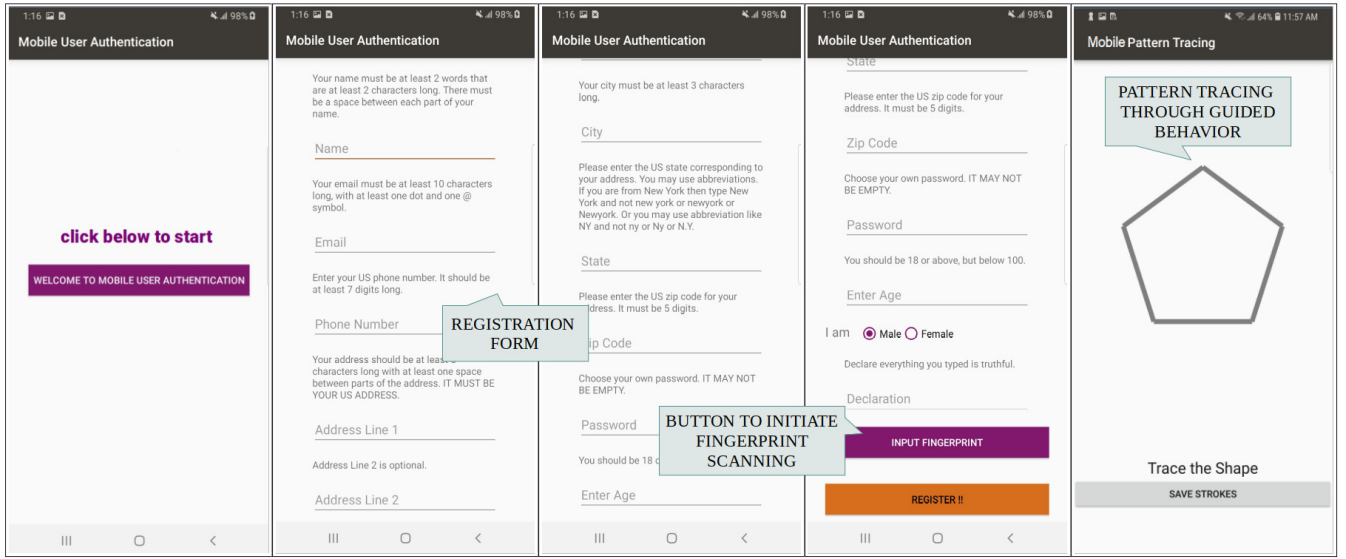 1:16 98%
Mobile User Authentication
click below to start
WELCOME TO MOBILE USER AUTHENTICATION
1:16 98%
Mobile User Authentication
Your name must be at least 2 words that
are at least 2 characters long. There must
be a space between each part of your
name.
Name
Your email must be at least 10 characters
long, with at least one dot and one @
symbol.
Email
Enter your US phone number. It should be
at least 7 digits long.
Phone Number
Your address should be at least
characters long with at least one space
between parts of the address. IT MUST BE
YOUR US ADDRESS.
Address Line 1
Address Line 2 is optional.
Address Line 2
REGISTRATION
FORM
1:16 98%
Mobile User Authentication
Your city must be at least 3 characters
long.
City
Please enter the US state corresponding to
your address. You may use abbreviations.
If you are from New York then type New
York and not new york or newyork or
Newyork. Or you may use abbreviation like
NY and not ny or Ny or N.Y.
State
Please enter the US zip code for your
address. It must be 5 digits.
Zip Code
Choose your own password. IT MAY NOT
BE EMPTY.
Password
You should be 18
Enter Age
BUTTON TO INITIATE
FINGERPRINT
SCANNING
1:16 98%
Mobile User Authentication
State
Please enter the US zip code for your
address. It must be 5 digits.
Zip Code
Choose your own password. IT MAY NOT
BE EMPTY.
Password
You should be 18 or above, but below 100.
Enter Age
I am Male Female
Declare everything you typed is truthful.
Declaration
INPUT FINGERPRINT
REGISTER !!
64% 11:57 AM
Mobile Pattern Tracing
PATTERN TRACING
THROUGH GUIDED
BEHAVIOR
Trace the Shape
SAVE STROKES